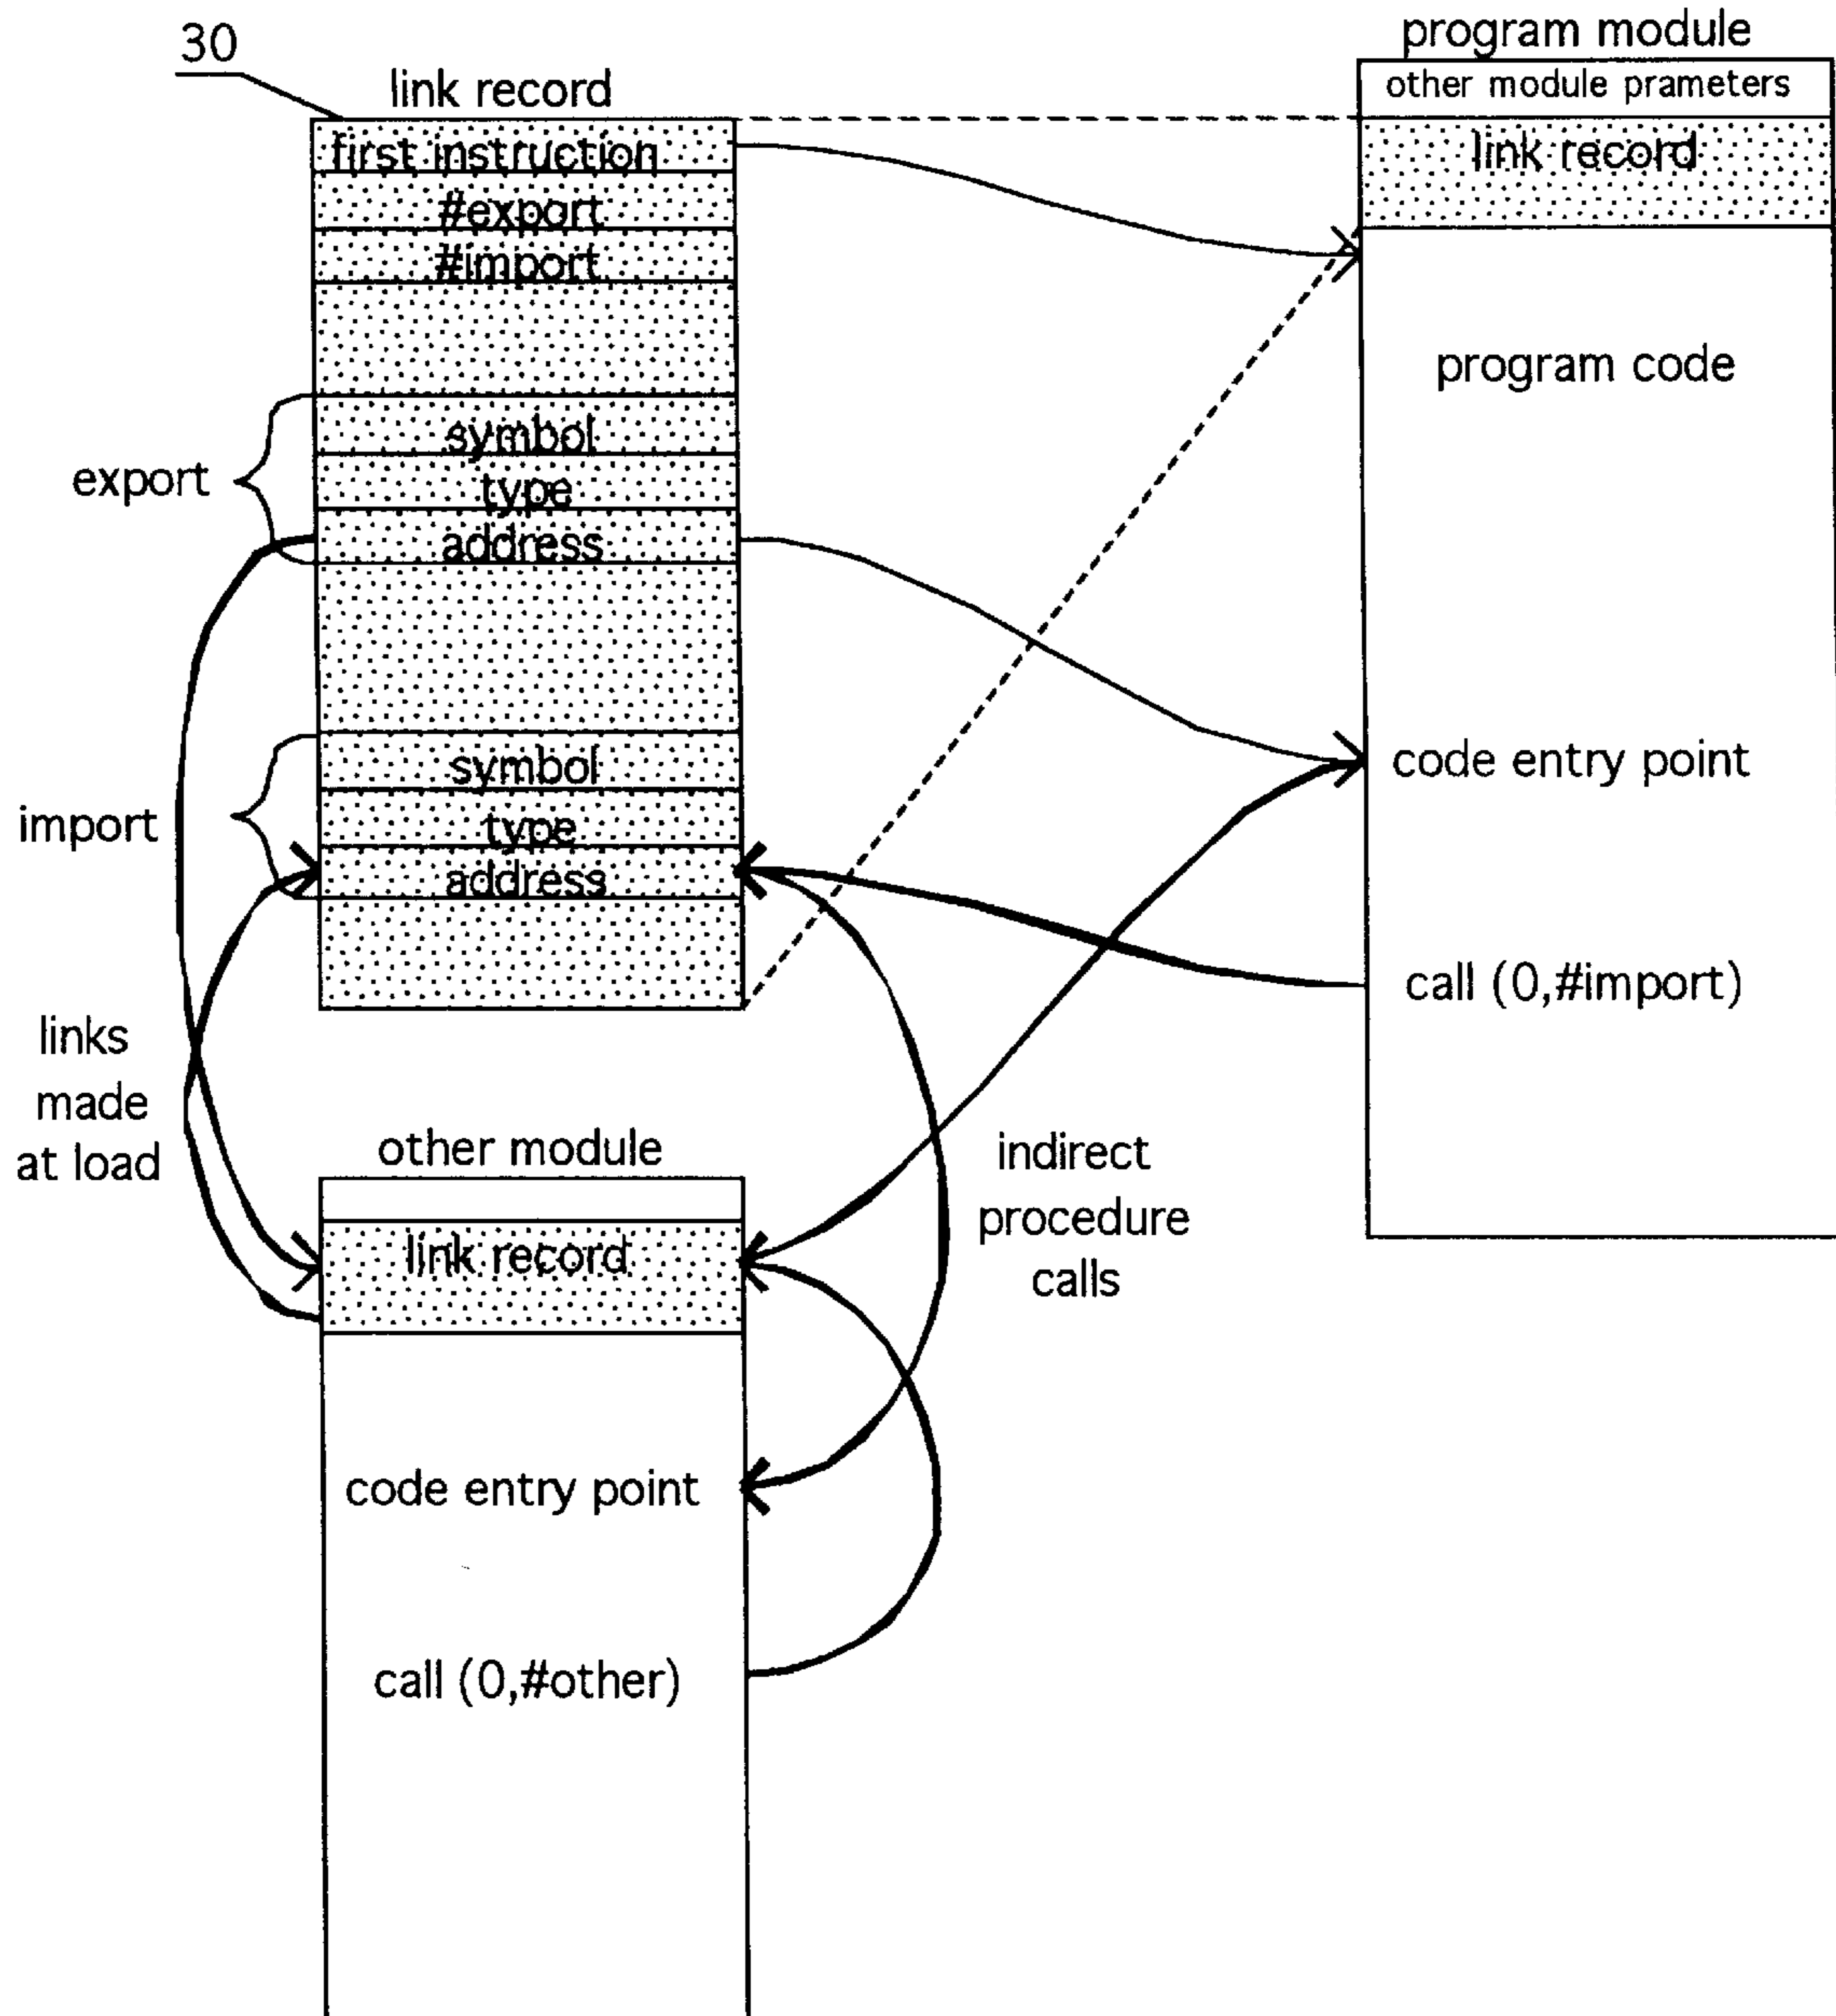 30
link record
first instruction
#export
#import
export
symbol
type
address
import
symbol
type
address
links
made
at load
program module
other module prameters
link record
program code
code entry point
call (0,#import)
other module
link record
code entry point
call (0,#other)
indirect
procedure
calls